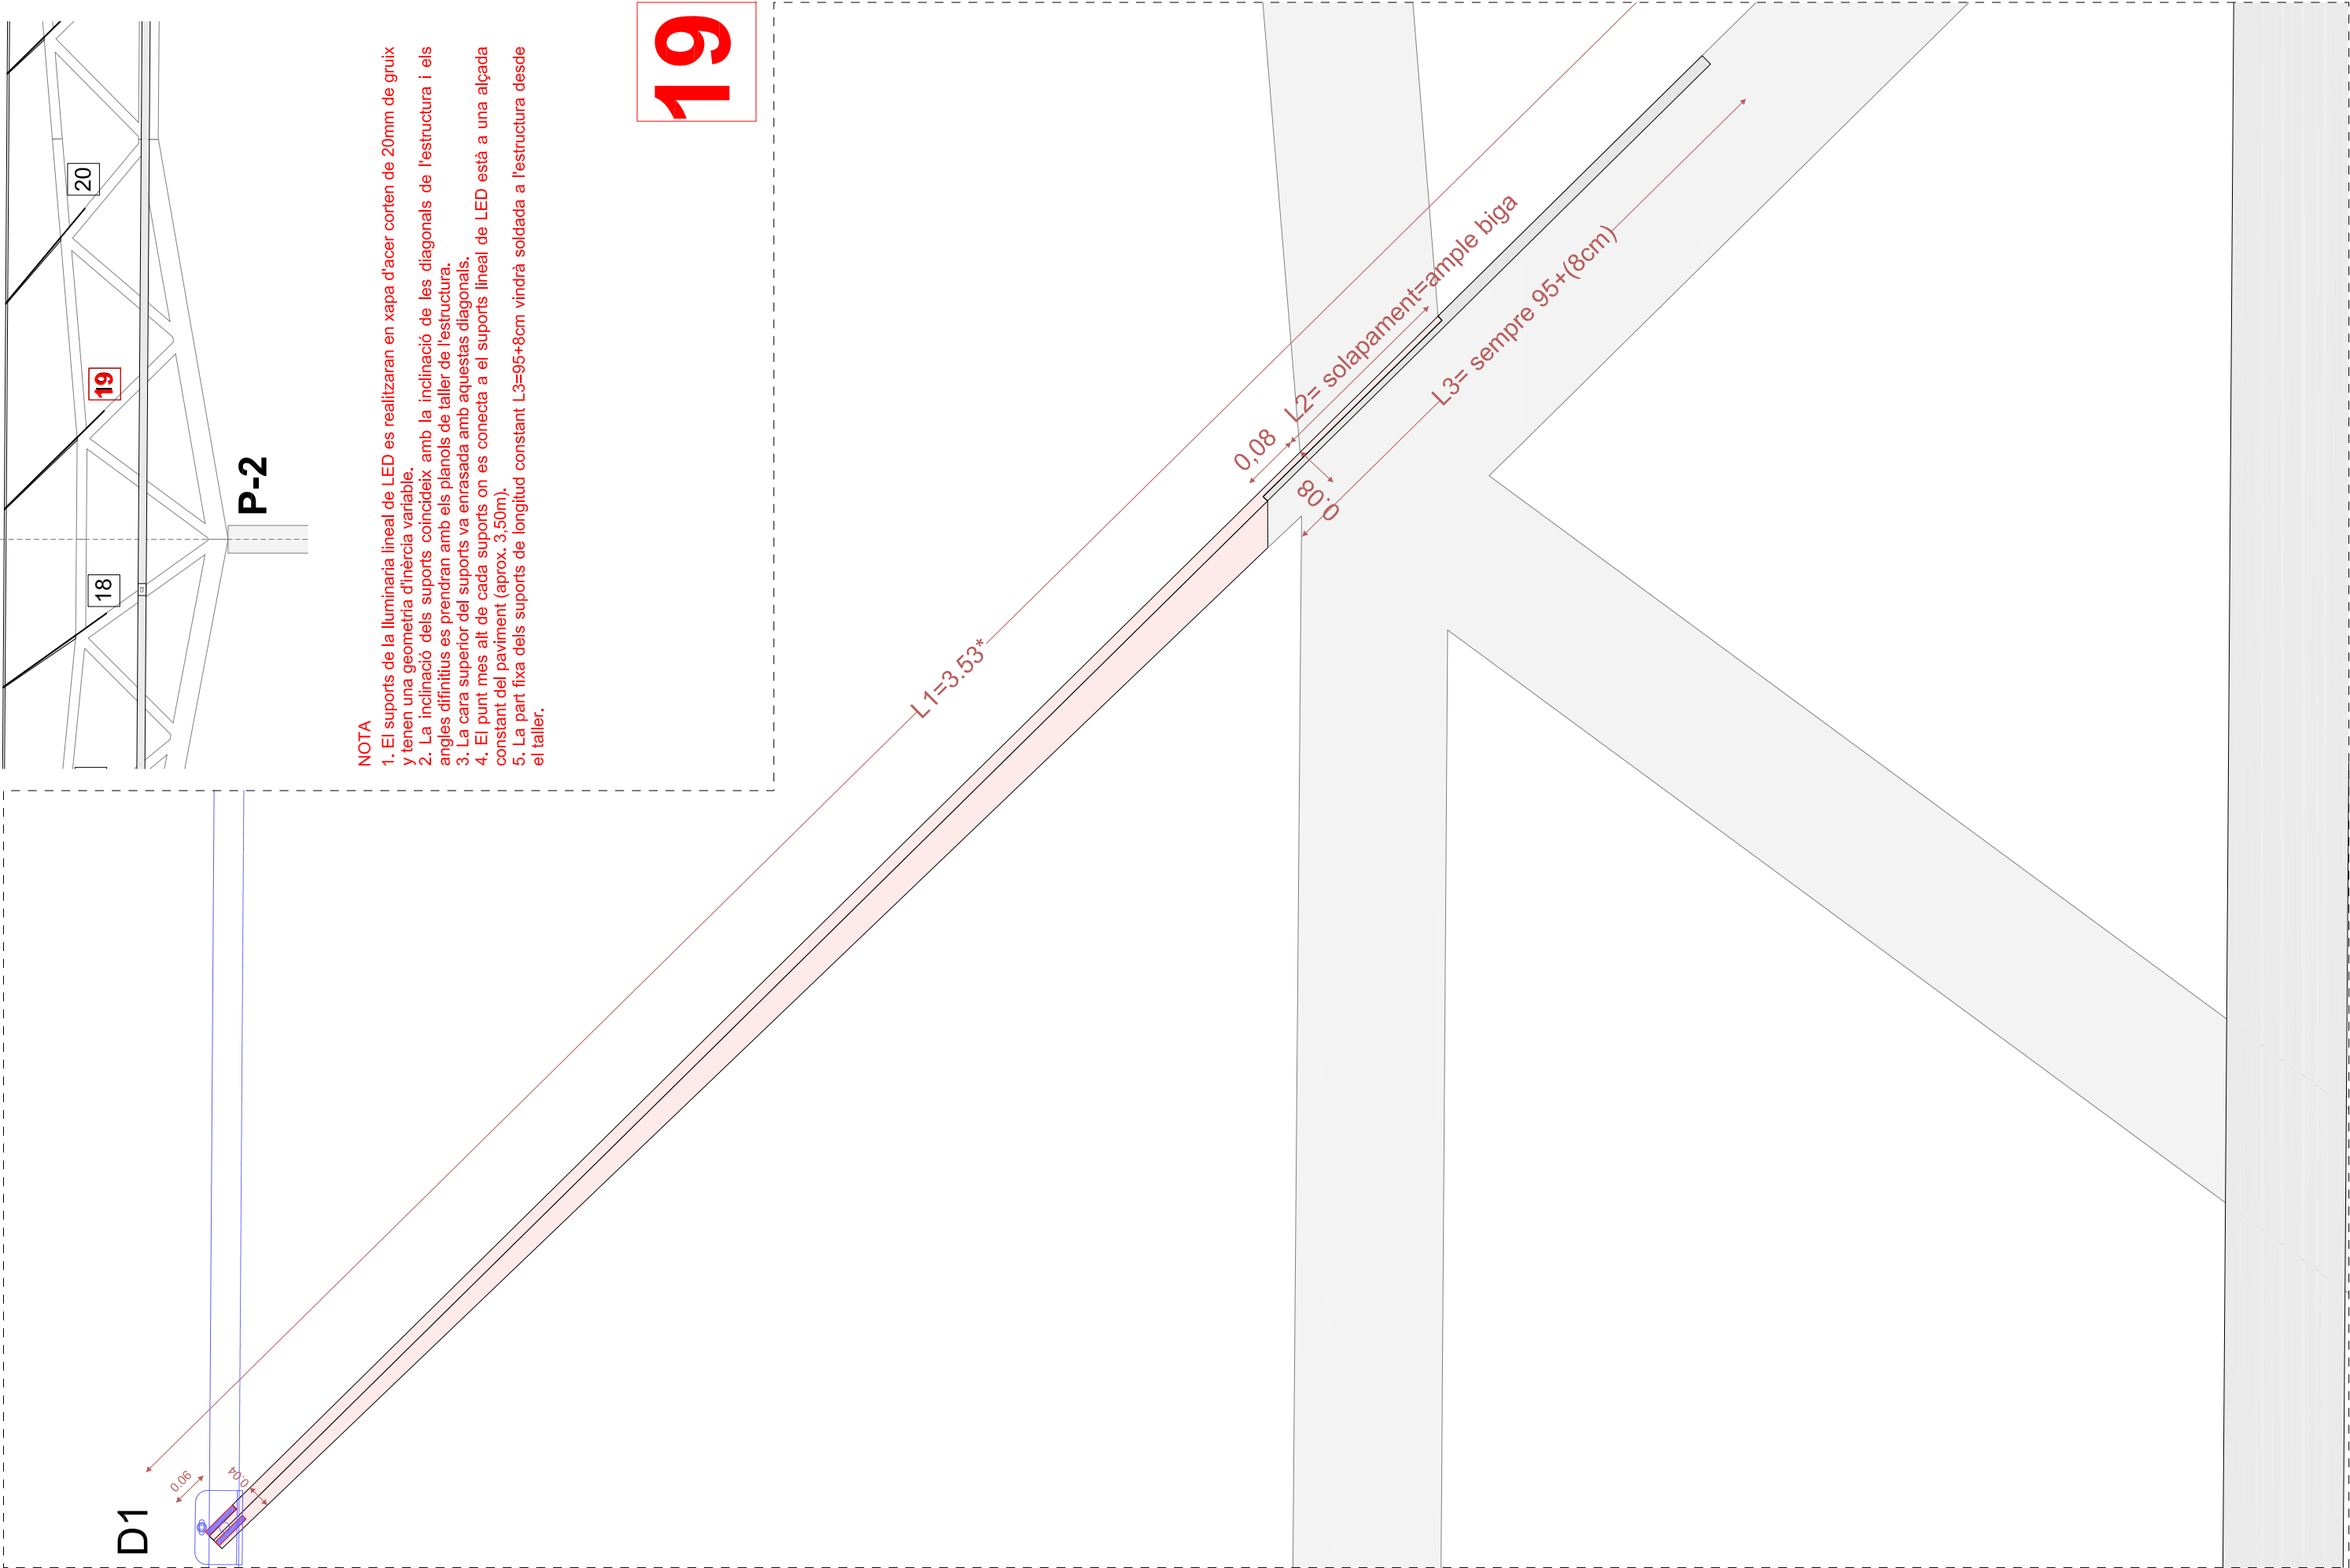 20
19
18
P-2
NOTA
1. El suports de la lluminaria lineal de LED es realitzaran en xapa d'acer corten de 20mm de gruix
y tenen una geometria d'inèrcia variable.
2. La inclinació dels suports coincideix amb la inclinació de les diagonals de l'estructura i els
angles difinitius es prendran amb els planols de taller de l'estructura.
3. La cara superior del suports va enrasada amb aquestas diagonals.
4. El punt mes alt de cada suports on es conecta a el suports lineal de LED està a una alçada
constant del paviment (aprox. 3,50m).
5. La part fixa dels suports de longitud constant L3=95+8cm vindrà soldada a l'estructura desde
el taller.
19
L1=3.53*
0,08
L2= solapament=ample biga
L3= sempre 95+(8cm)
0.08
0.06
0.04
D1